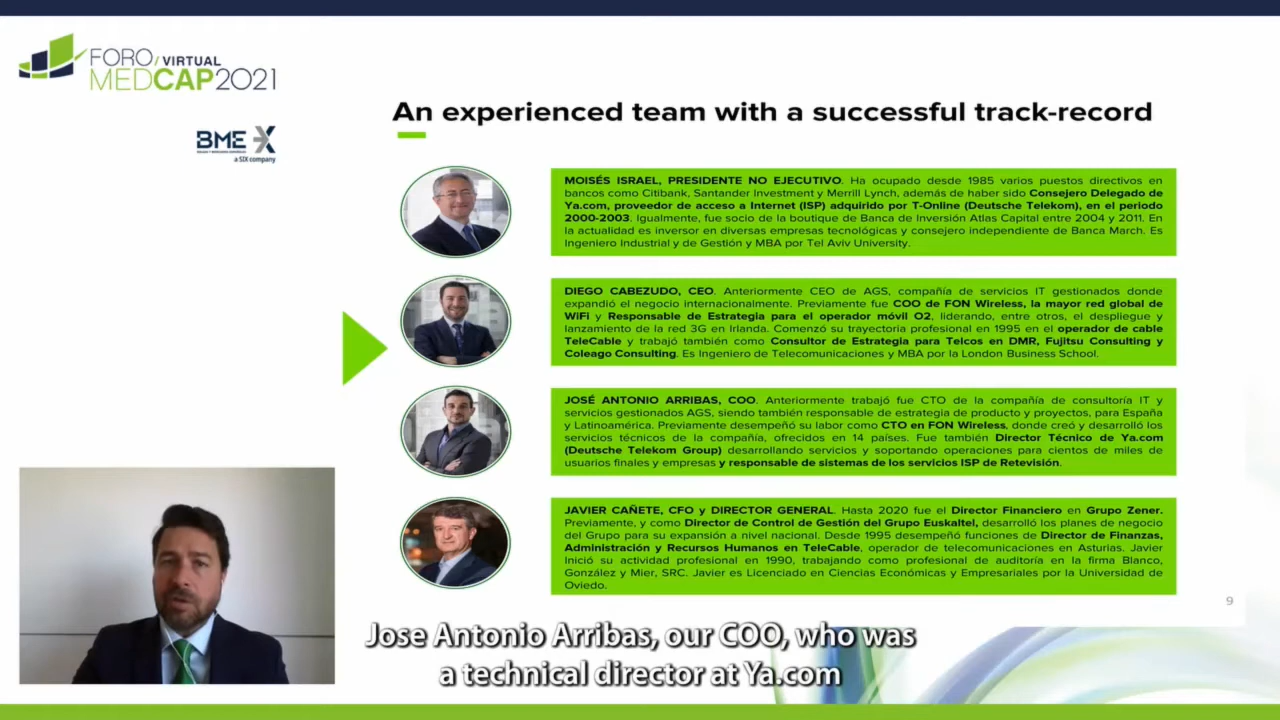 FORO/VIRTUAL
MEDCAP2021
BME X
BOLSAS Y MERCADOS ESPAÑOLES
a SIX company
An experienced team with a successful track-record
MOISÉS ISRAEL, PRESIDENTE NO EJECUTIVO. Ha ocupado desde 1985 varios puestos directivos en
bancos como Citibank, Santander Investment y Merrill Lynch, además de haber sido Consejero Delegado de
Ya.com, proveedor de acceso a Internet (ISP) adquirido por T-Online (Deutsche Telekom), en el periodo
2000-2003. Igualmente, fue socio de la boutique de Banca de Inversión Atlas Capital entre 2004 y 2011. En
la actualidad es inversor en diversas empresas tecnológicas y consejero independiente de Banca March. Es
Ingeniero Industrial y de Gestión y MBA por Tel Aviv University.
DIEGO CABEZUDO, CEO. Anteriormente CEO de AGS, compañía de servicios IT gestionados donde
expandió el negocio internacionalmente. Previamente fue COO de FON Wireless, la mayor red global de
WiFi y Responsable de Estrategia para el operador móvil O2, liderando, entre otros, el despliegue y
lanzamiento de la red 3G en Irlanda. Comenzó su trayectoria profesional en 1995 en el operador de cable
TeleCable y trabajó también como Consultor de Estrategia para Telcos en DMR, Fujitsu Consulting y
Coleago Consulting. Es Ingeniero de Telecomunicaciones y MBA por la London Business School.
JOSÉ ANTONIO ARRIBAS, COO. Anteriormente trabajó fue CTO de la compañía de consultoría IT y
servicios gestionados AGS, siendo también responsable de estrategia de producto y proyectos, para España
y Latinoamérica. Previamente desempeñó su labor como CTO en FON Wireless, donde creó y desarrolló los
servicios técnicos de la compañía, ofrecidos en 14 países. Fue también Director Técnico de Ya.com
(Deutsche Telekom Group) desarrollando servicios y soportando operaciones para cientos de miles de
usuarios finales y empresas y responsable de sistemas de los servicios ISP de Retevisión.
JAVIER CAÑETE, CFO y DIRECTOR GENERAL. Hasta 2020 fue el Director Financiero en Grupo Zener.
Previamente, y como Director de Control de Gestión del Grupo Euskaltel, desarrolló los planes de negocio
del Grupo para su expansión a nivel nacional. Desde 1995 desempeñó funciones de Director de Finanzas,
Administración y Recursos Humanos en TeleCable, operador de telecomunicaciones en Asturias. Javier
Inició su actividad profesional en 1990, trabajando como profesional de auditoría en la firma Blanco,
González y Mier, SRC. Javier es Licenciado en Ciencias Económicas y Empresariales por la Universidad de
Oviedo.
9
Jose Antonio Arribas, our COO, who was
a technical director at Ya.com